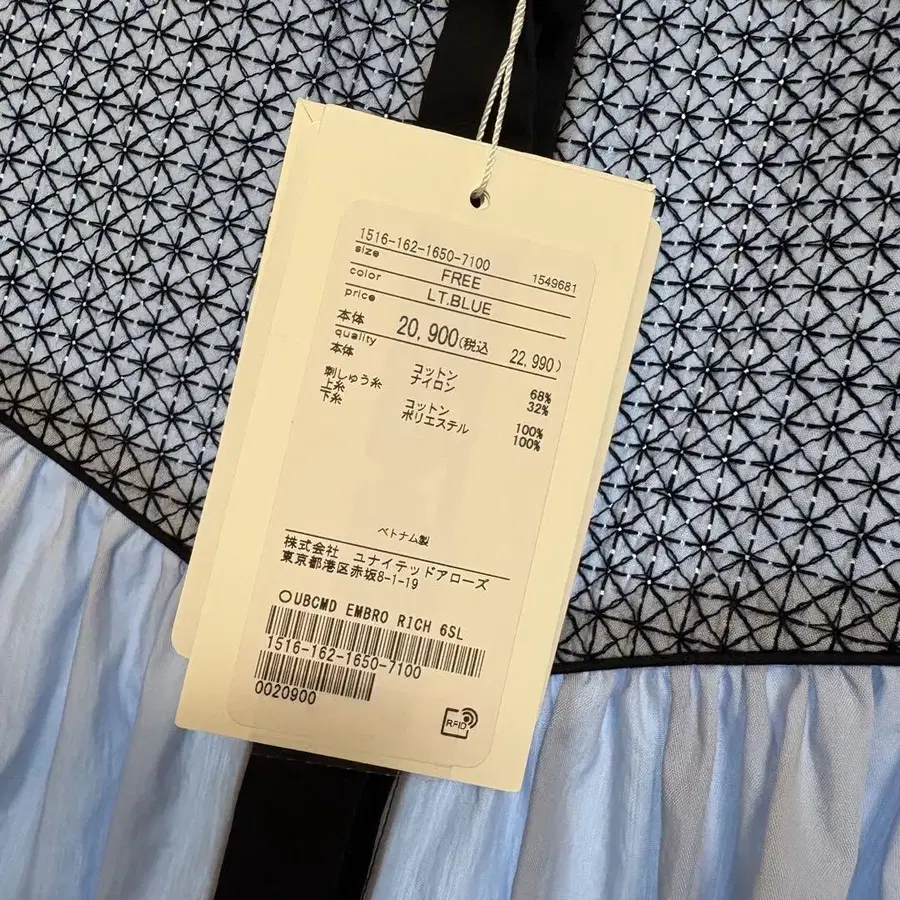 1516-162-1650-7100
size FREE 1549681
color LT.BLUE
price
本体 20,900(税込 22,990)
quality
本体 コットン 68%
ナイロン 32%
刺しゅう糸
上糸 コットン 100%
下糸 ポリエステル 100%
ベトナム製
株式会社 ユナイテッドアローズ
東京都港区赤坂8-1-19
○UBCMD EMBRO RICH 6SL
1516-162-1650-7100
0020900
RFID